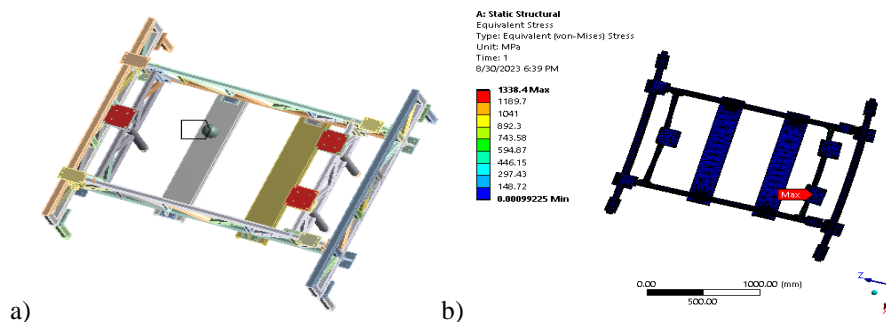 A: Static Structural
Equivalent Stress
Type: Equivalent (von-Mises) Stress
Unit: MPa
Time: 1
8/30/2023 6:39 PM
1338.4 Max
1189.7
1041
892.3
743.58
594.87
446.15
297.43
148.72
0.00099225 Min
Max
0.00
1000.00 (mm)
500.00
Z
a)
b)